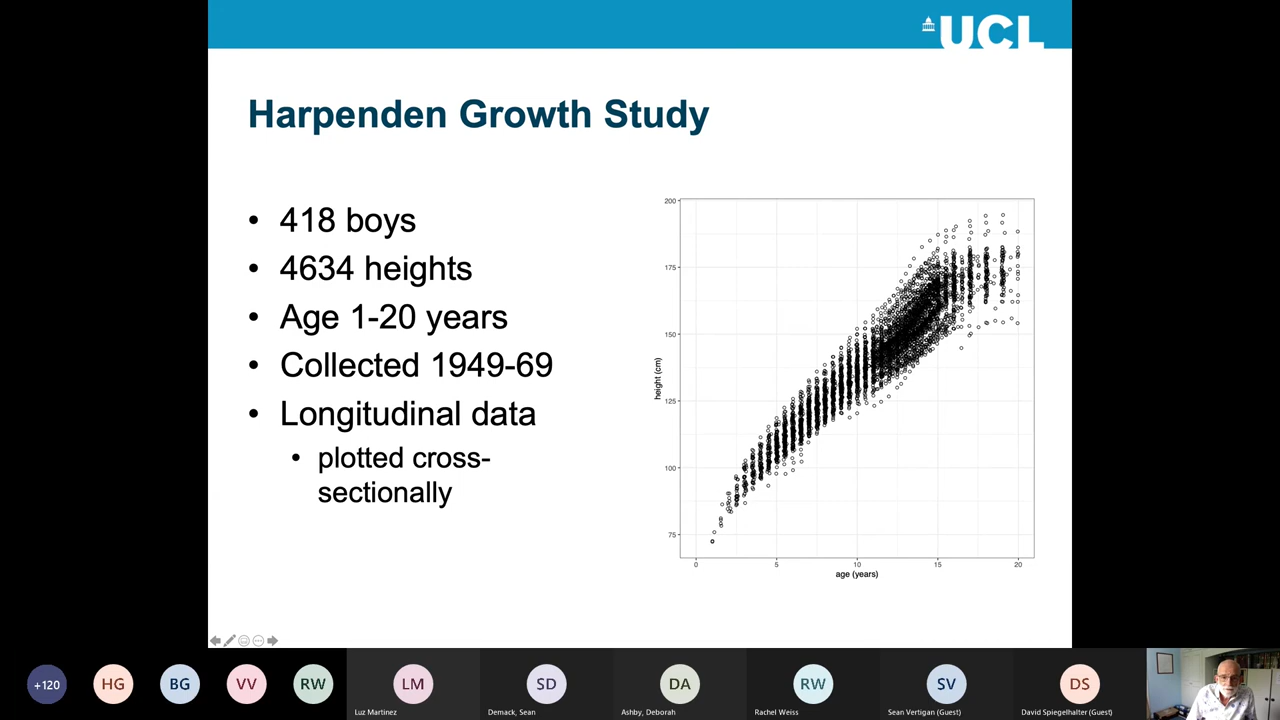 UCL
Harpenden Growth Study
• 418 boys
• 4634 heights
• Age 1-20 years
• Collected 1949-69
• Longitudinal data
• plotted cross-
sectionally
200
175
150
125
100
75
height (cm)
0 5 10 15 20
age (years)
+120 HG BG VV RW LM SD DA RW SV DS
Luz Martinez Demack, Sean Ashby, Deborah Rachel Weiss Sean Vertigan (Guest) David Spiegelhalter (Guest)